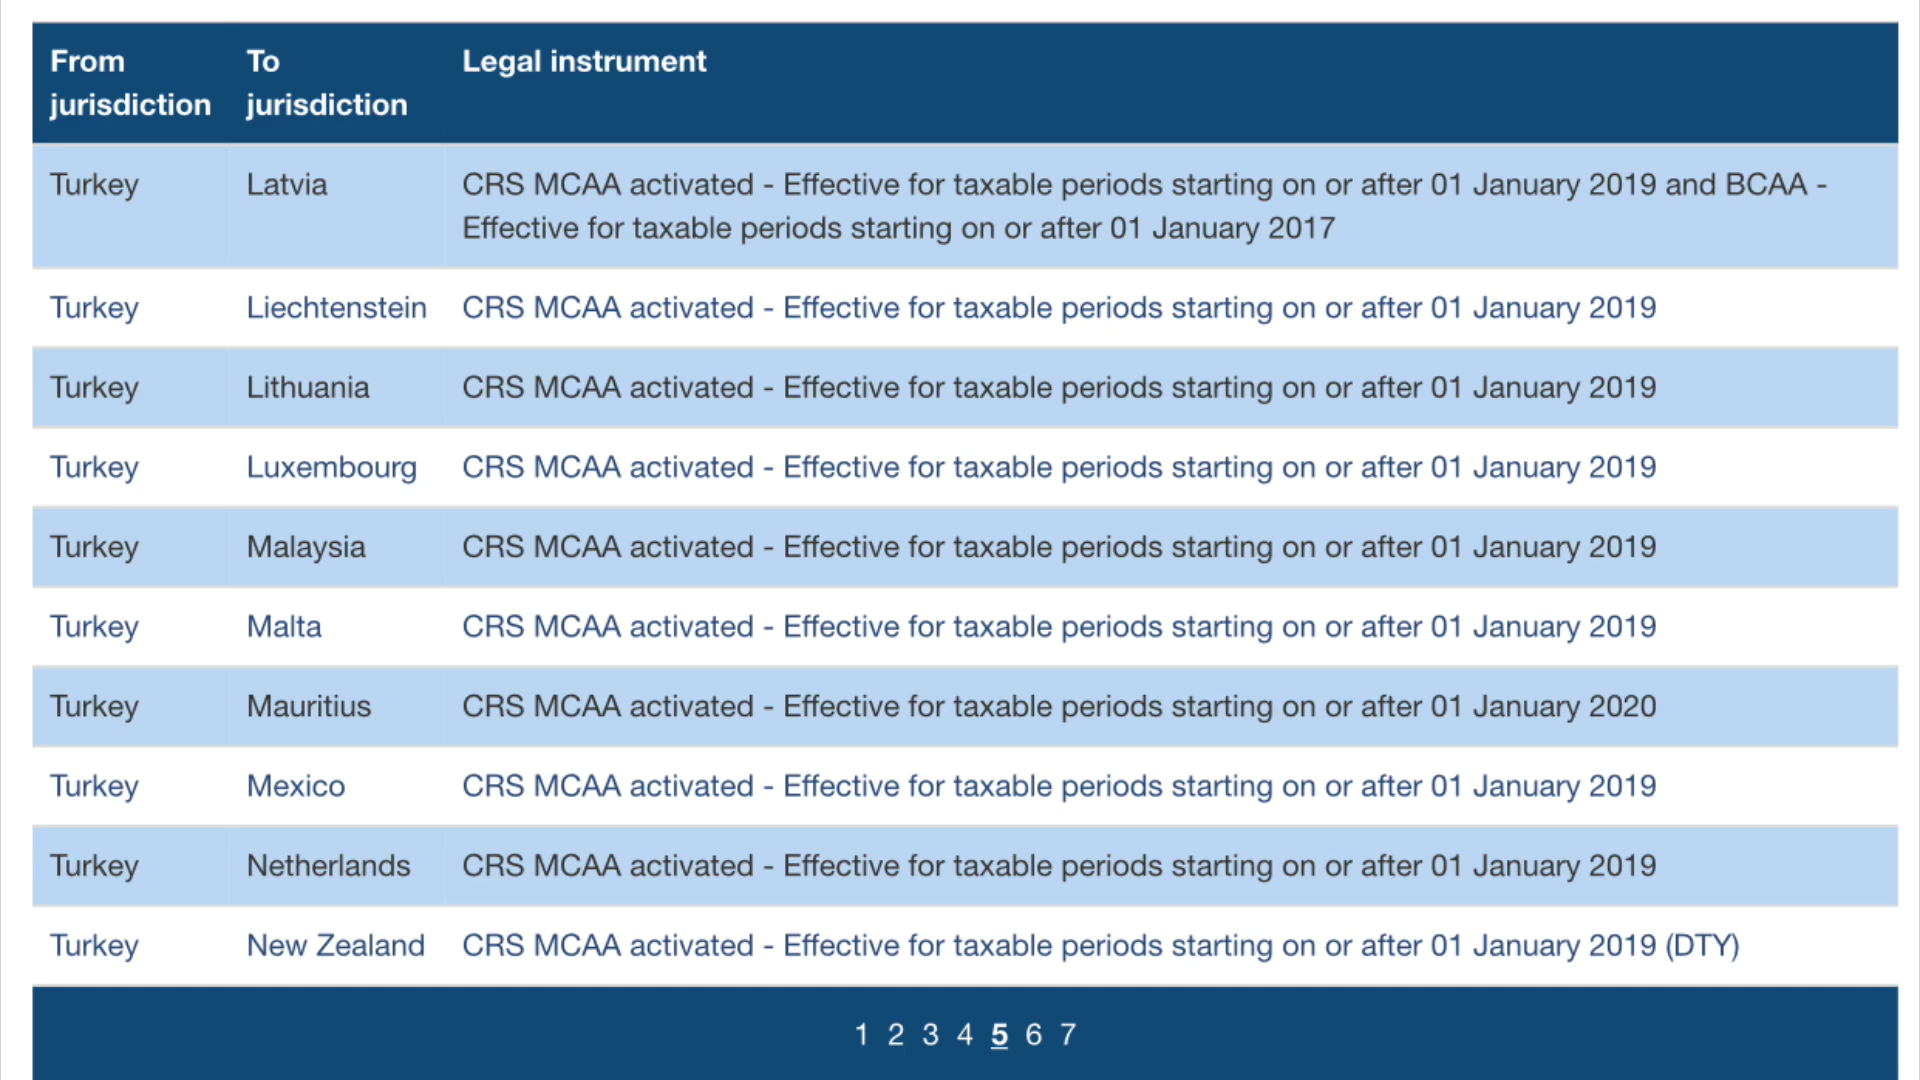 From jurisdiction To jurisdiction Legal instrument
Turkey Latvia CRS MCAA activated - Effective for taxable periods starting on or after 01 January 2019 and BCAA -
Effective for taxable periods starting on or after 01 January 2017
Turkey Liechtenstein CRS MCAA activated - Effective for taxable periods starting on or after 01 January 2019
Turkey Lithuania CRS MCAA activated - Effective for taxable periods starting on or after 01 January 2019
Turkey Luxembourg CRS MCAA activated - Effective for taxable periods starting on or after 01 January 2019
Turkey Malaysia CRS MCAA activated - Effective for taxable periods starting on or after 01 January 2019
Turkey Malta CRS MCAA activated - Effective for taxable periods starting on or after 01 January 2019
Turkey Mauritius CRS MCAA activated - Effective for taxable periods starting on or after 01 January 2020
Turkey Mexico CRS MCAA activated - Effective for taxable periods starting on or after 01 January 2019
Turkey Netherlands CRS MCAA activated - Effective for taxable periods starting on or after 01 January 2019
Turkey New Zealand CRS MCAA activated - Effective for taxable periods starting on or after 01 January 2019 (DTY)
1 2 3 4 5 6 7